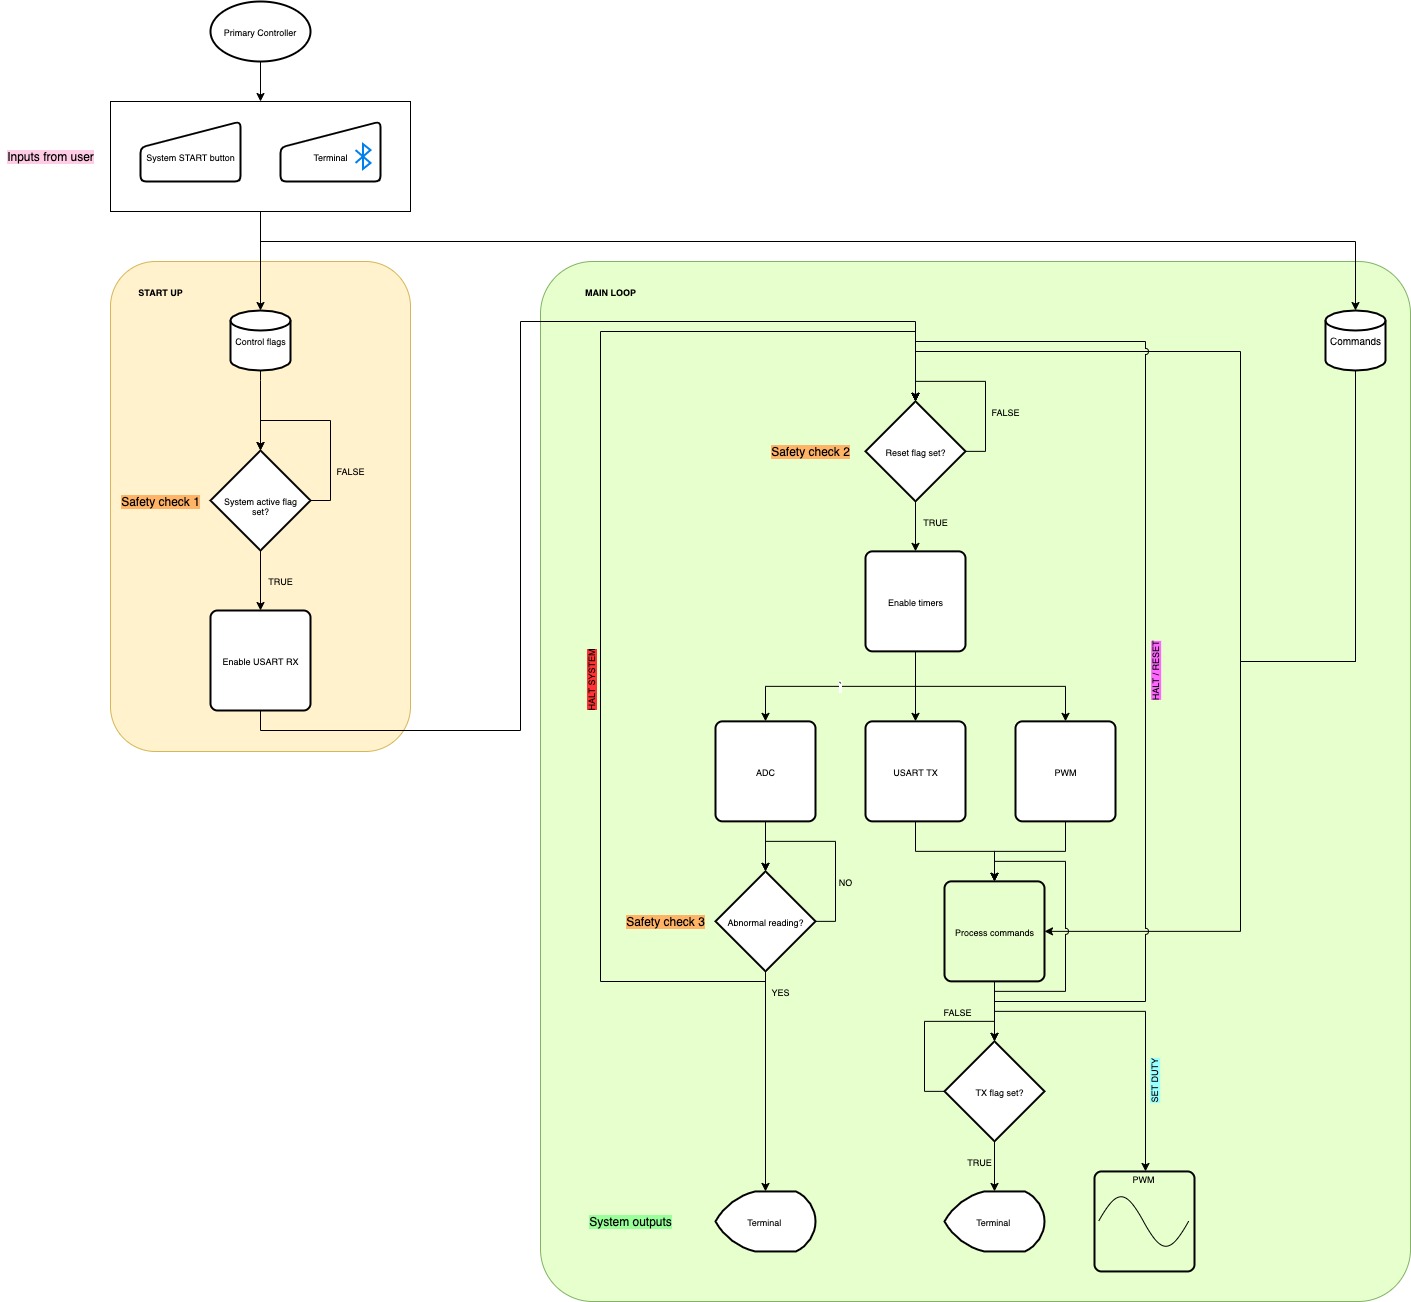 Primary Controller
Inputs from user
System START button
Terminal
START UP
MAIN LOOP
Control flags
Commands
FALSE
Safety check 2
Reset flag set?
FALSE
Safety check 1
System active flag
set?
TRUE
TRUE
Enable timers
Enable USART RX
HALT SYSTEM
HALT / RESET
ADC
USART TX
PWM
NO
Safety check 3
Abnormal reading?
Process commands
YES
FALSE
TX flag set?
SET DUTY
TRUE
PWM
System outputs
Terminal
Terminal